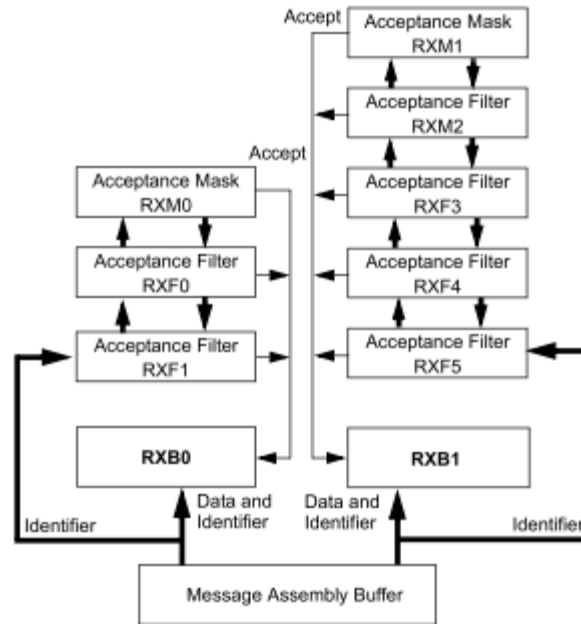 Accept
Acceptance Mask
RXM1
Acceptance Filter
RXM2
Accept
Acceptance Mask
RXM0
Acceptance Filter
RXF3
Acceptance Filter
RXF0
Acceptance Filter
RXF4
Acceptance Filter
RXF1
Acceptance Filter
RXF5
RXB0
RXB1
Identifier
Data and
Identifier
Data and
Identifier
Identifier
Message Assembly Buffer